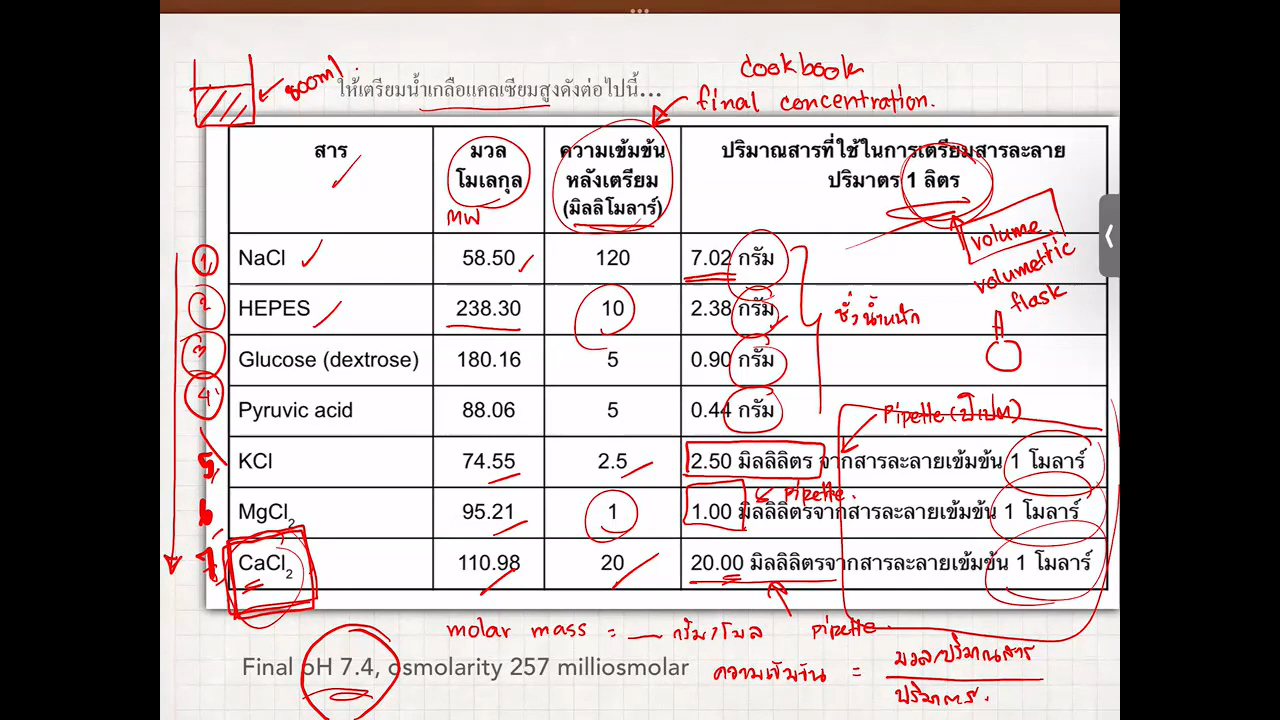 cookbook
800ml
ให้เตรียมน้ำเกลือแคลเซียมสูงดังต่อไปนี้...
final concentration.
สาร
มวล
โมเลกุล
MW
ความเข้มข้น
หลังเตรียม
(มิลลิโมลาร์)
ปริมาณสารที่ใช้ในการเตรียมสารละลาย
ปริมาตร 1 ลิตร
volume
volumetric
flask
1 NaCl 58.50 120 7.02 กรัม
2 HEPES 238.30 10 2.38 กรัม
ชั่งน้ำหนัก
3 Glucose (dextrose) 180.16 5 0.90 กรัม
4 Pyruvic acid 88.06 5 0.44 กรัม
Pipette (ปิเปต)
5 KCl 74.55 2.5 2.50 มิลลิลิตร จากสารละลายเข้มข้น 1 โมลาร์
pipette.
6 MgCl2 95.21 1 1.00 มิลลิลิตรจากสารละลายเข้มข้น 1 โมลาร์
7 CaCl2 110.98 20 20.00 มิลลิลิตรจากสารละลายเข้มข้น 1 โมลาร์
molar mass = __ กรัม/โมล
pipette.
Final pH 7.4, osmolarity 257 milliosmolar
ความเข้มข้น = มวล/ปริมาณสาร
ปริมาตร.